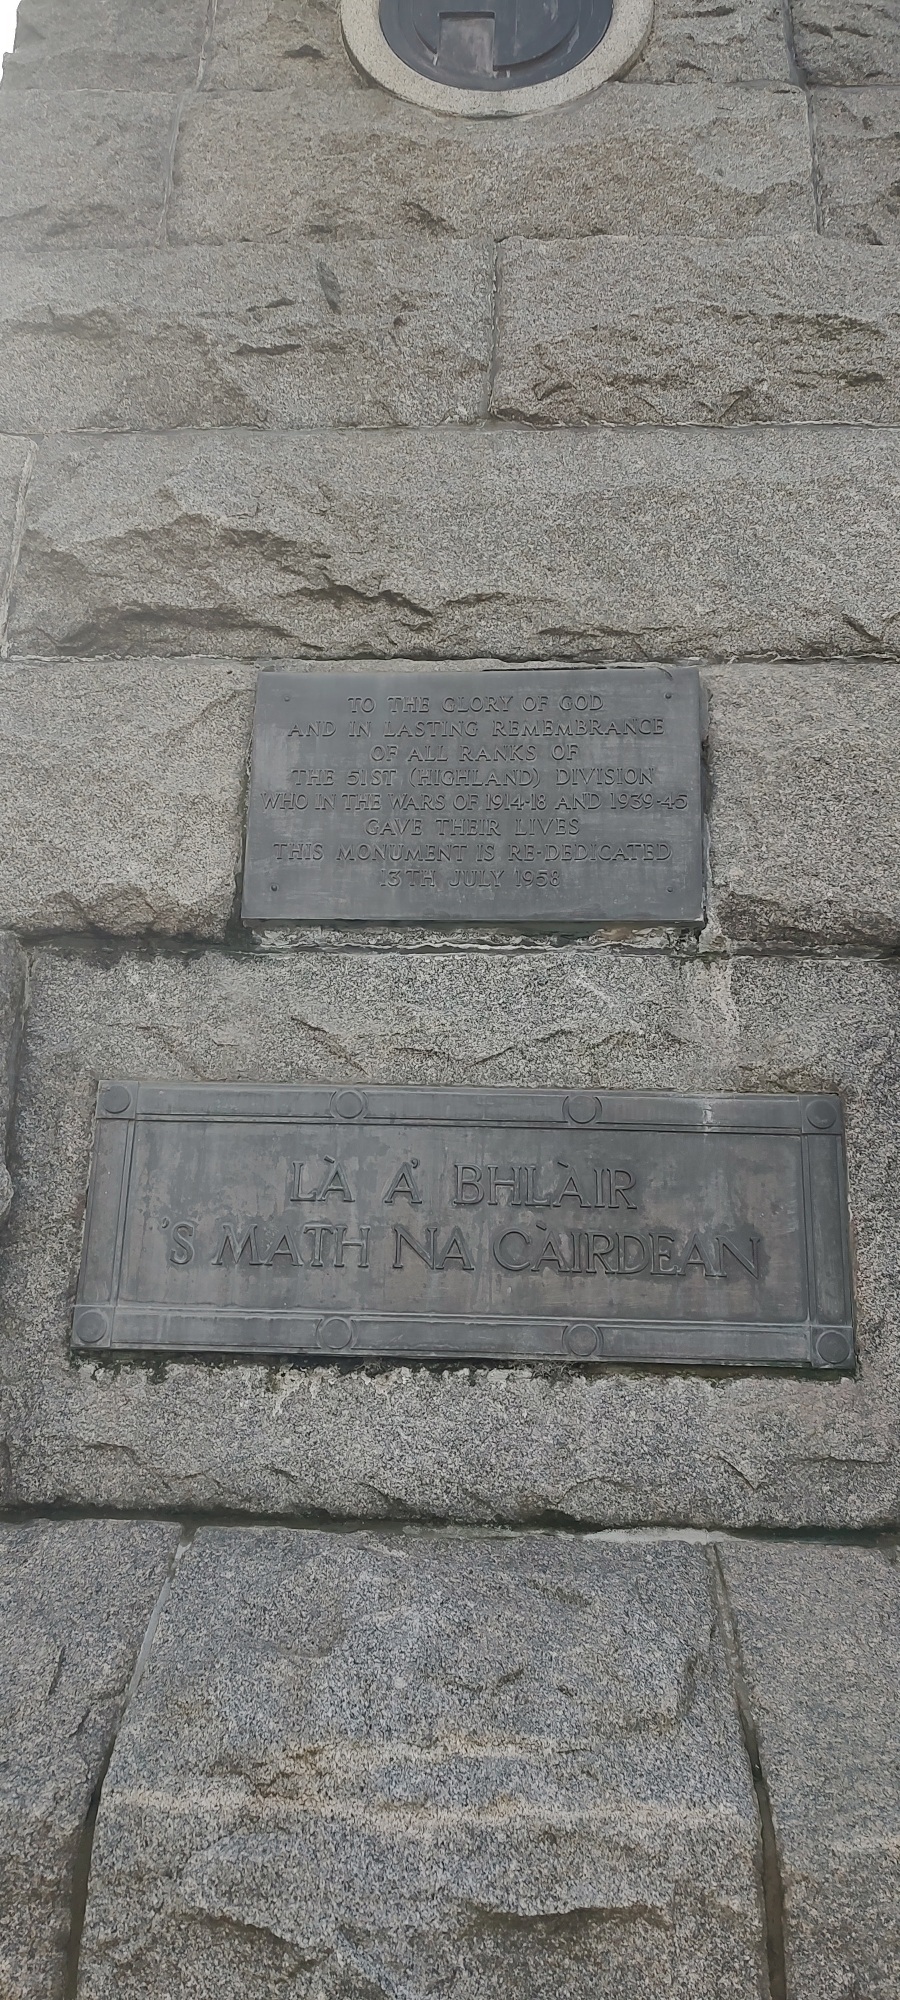 TO THE GLORY OF GOD
AND IN LASTING REMEMBRANCE
OF ALL RANKS OF
THE 51ST (HIGHLAND) DIVISION
WHO IN THE WARS OF 1914-18 AND 1939-45
GAVE THEIR LIVES
THIS MONUMENT IS RE-DEDICATED
13TH JULY 1958
LÀ A' BHLÀIR
'S MATH NA CÀIRDEAN